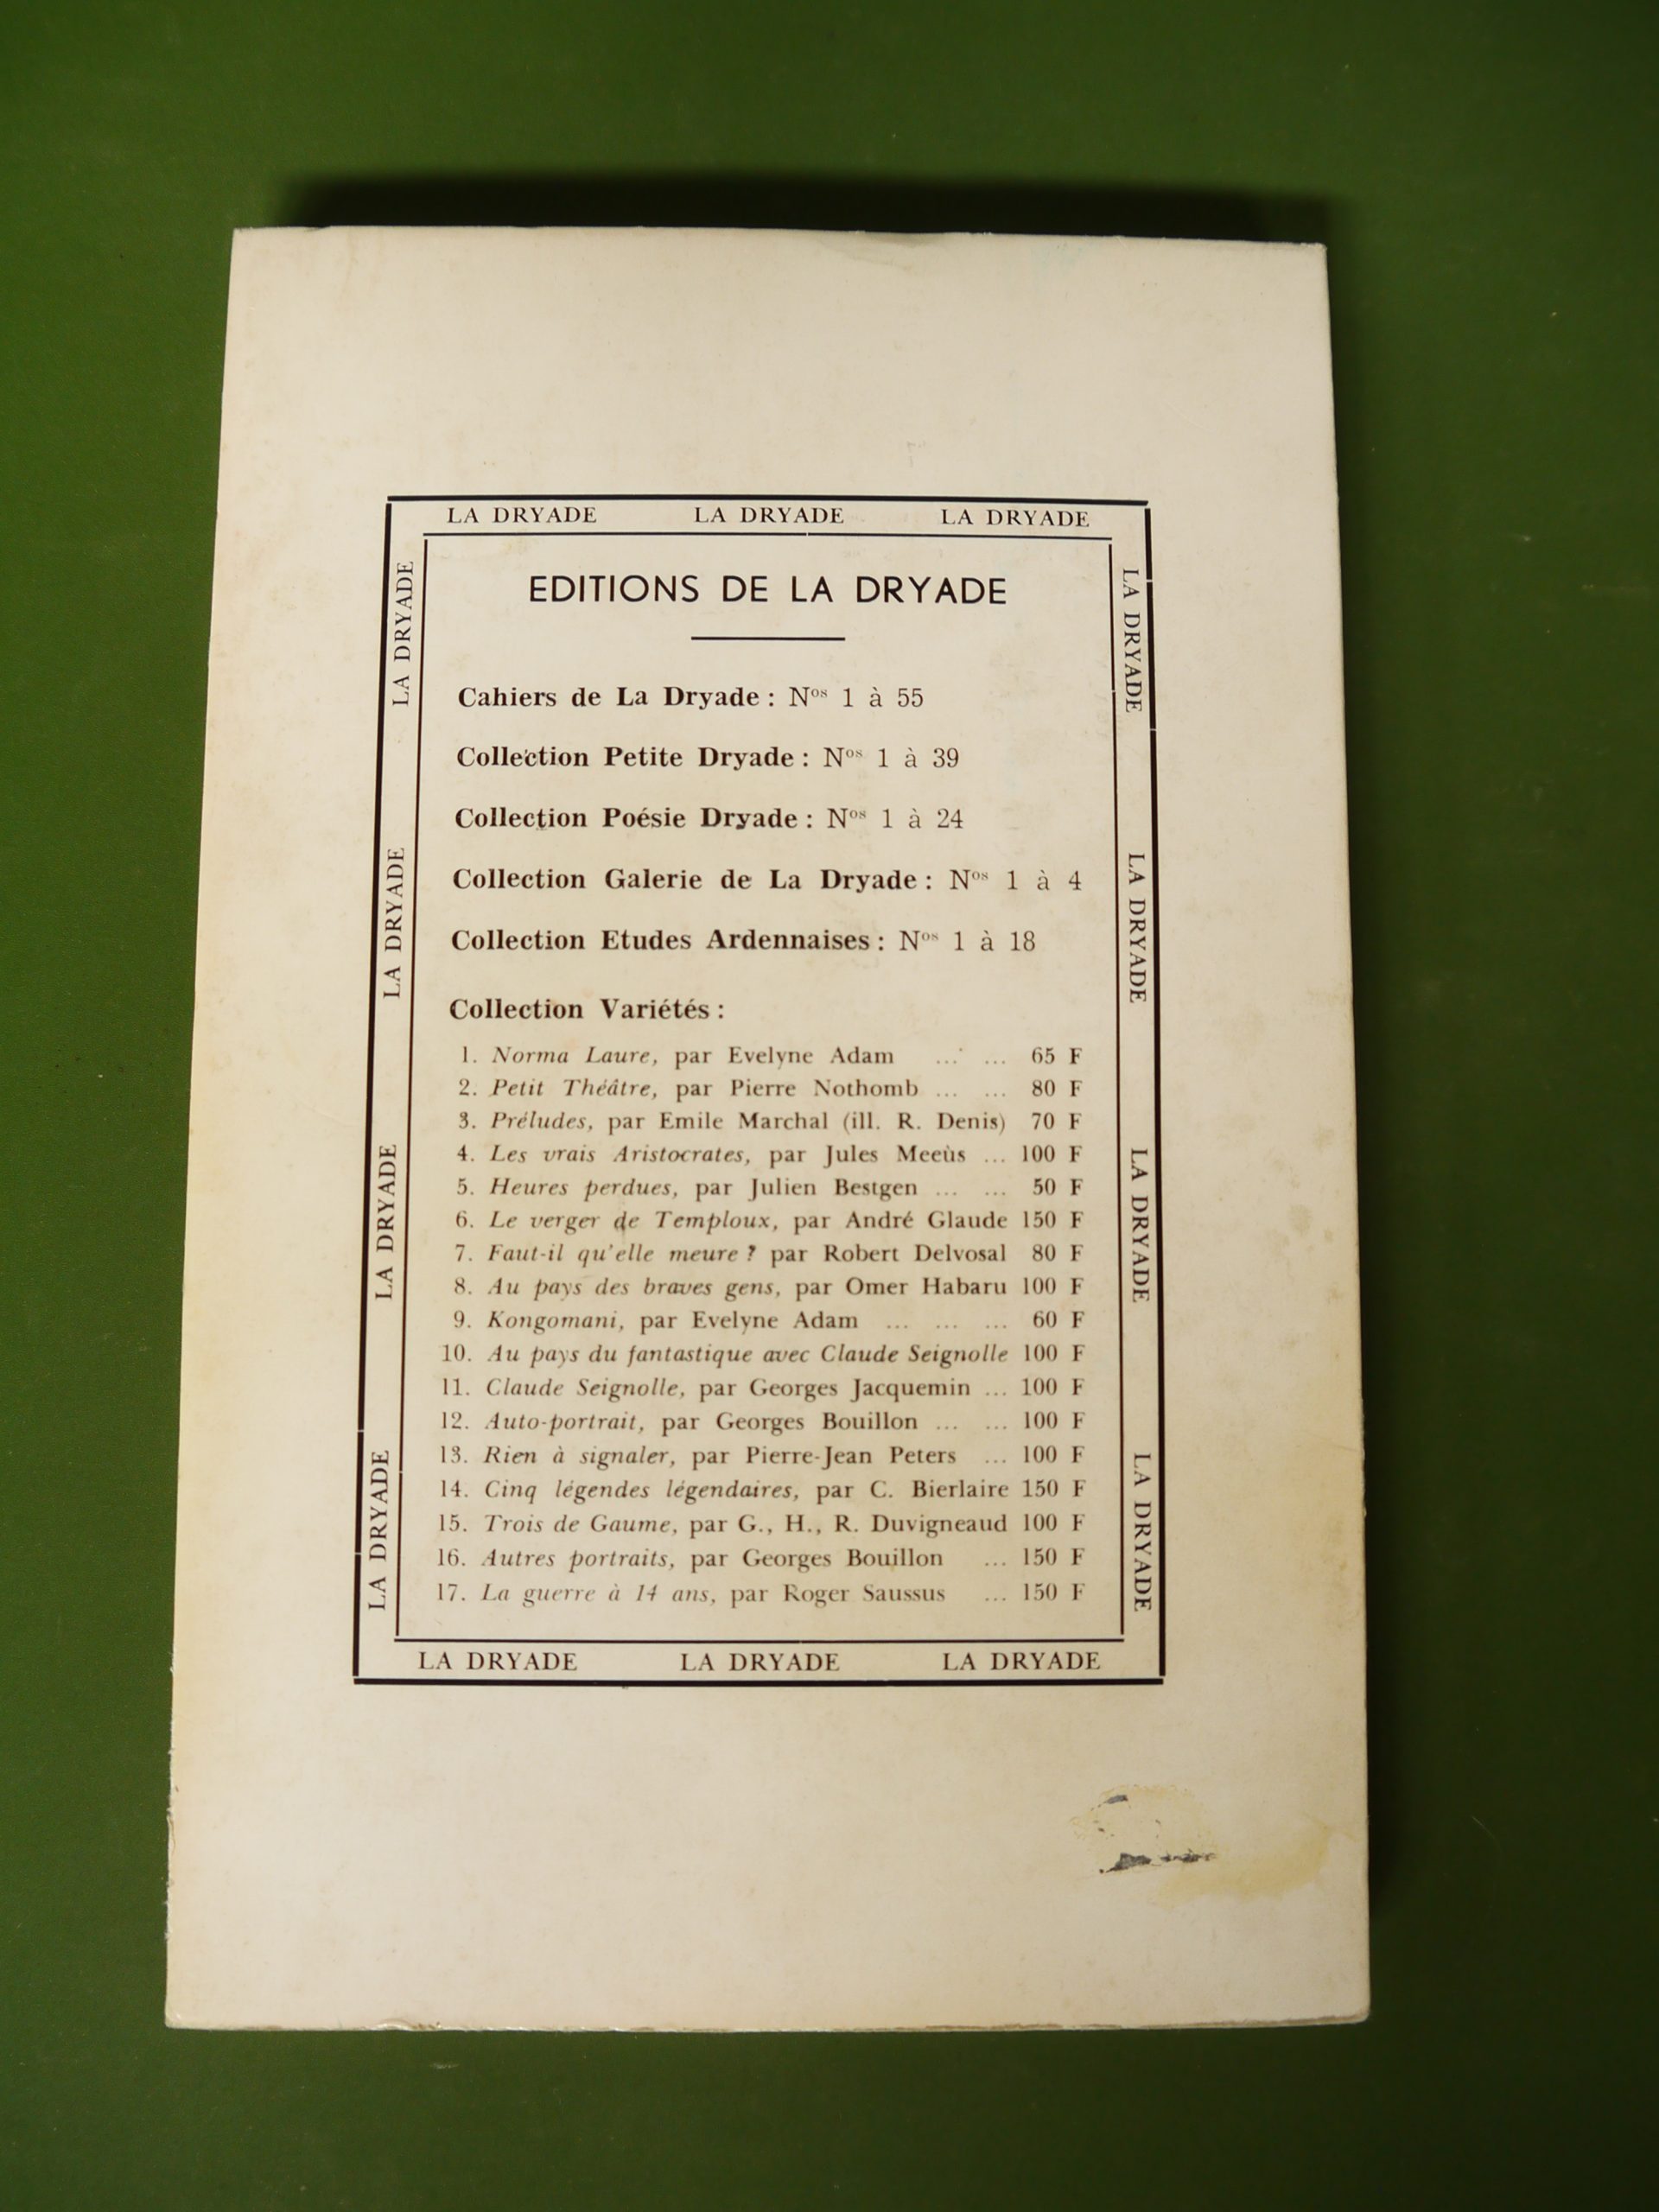 LA DRYADE LA DRYADE LA DRYADE
LA DRYADE
LA DRYADE
LA DRYADE
LA DRYADE
EDITIONS DE LA DRYADE
Cahiers de La Dryade : Nos 1 à 55
Collection Petite Dryade : Nos 1 à 39
Collection Poésie Dryade : Nos 1 à 24
Collection Galerie de La Dryade : Nos 1 à 4
Collection Etudes Ardennaises : Nos 1 à 18
Collection Variétés :
1. Norma Laure, par Evelyne Adam ... ... 65 F
2. Petit Théâtre, par Pierre Nothomb ... ... 80 F
3. Préludes, par Emile Marchal (ill. R. Denis) 70 F
4. Les vrais Aristocrates, par Jules Meeùs ... 100 F
5. Heures perdues, par Julien Bestgen ... ... 50 F
6. Le verger de Temploux, par André Glaude 150 F
7. Faut-il qu'elle meure ? par Robert Delvosal 80 F
8. Au pays des braves gens, par Omer Habaru 100 F
9. Kongomani, par Evelyne Adam ... ... ... 60 F
10. Au pays du fantastique avec Claude Seignolle 100 F
11. Claude Seignolle, par Georges Jacquemin ... 100 F
12. Auto-portrait, par Georges Bouillon ... ... 100 F
13. Rien à signaler, par Pierre-Jean Peters ... 100 F
14. Cinq légendes légendaires, par C. Bierlaire 150 F
15. Trois de Gaume, par G., H., R. Duvigneaud 100 F
16. Autres portraits, par Georges Bouillon ... 150 F
17. La guerre à 14 ans, par Roger Saussus ... 150 F
LA DRYADE
LA DRYADE
LA DRYADE
LA DRYADE
LA DRYADE LA DRYADE LA DRYADE